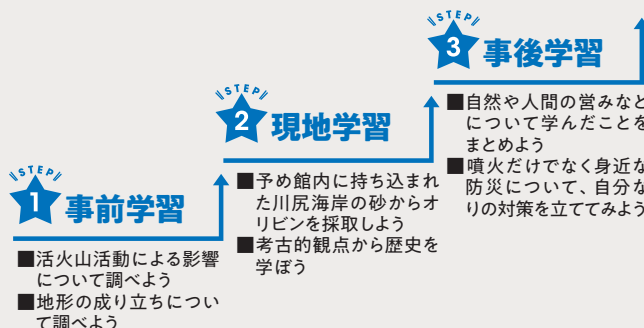 STEP
1
事前学習
■活火山活動による影響
について調べよう
■地形の成り立ちについ
て調べよう
STEP
2
現地学習
■予め館内に持ち込まれ
た川尻海岸の砂からオ
リビンを採取しよう
■考古的観点から歴史を
学ぼう
STEP
3
事後学習
■自然や人間の営みなど
について学んだことを
まとめよう
■噴火だけでなく身近な
防災について、自分な
りの対策を立ててみよう